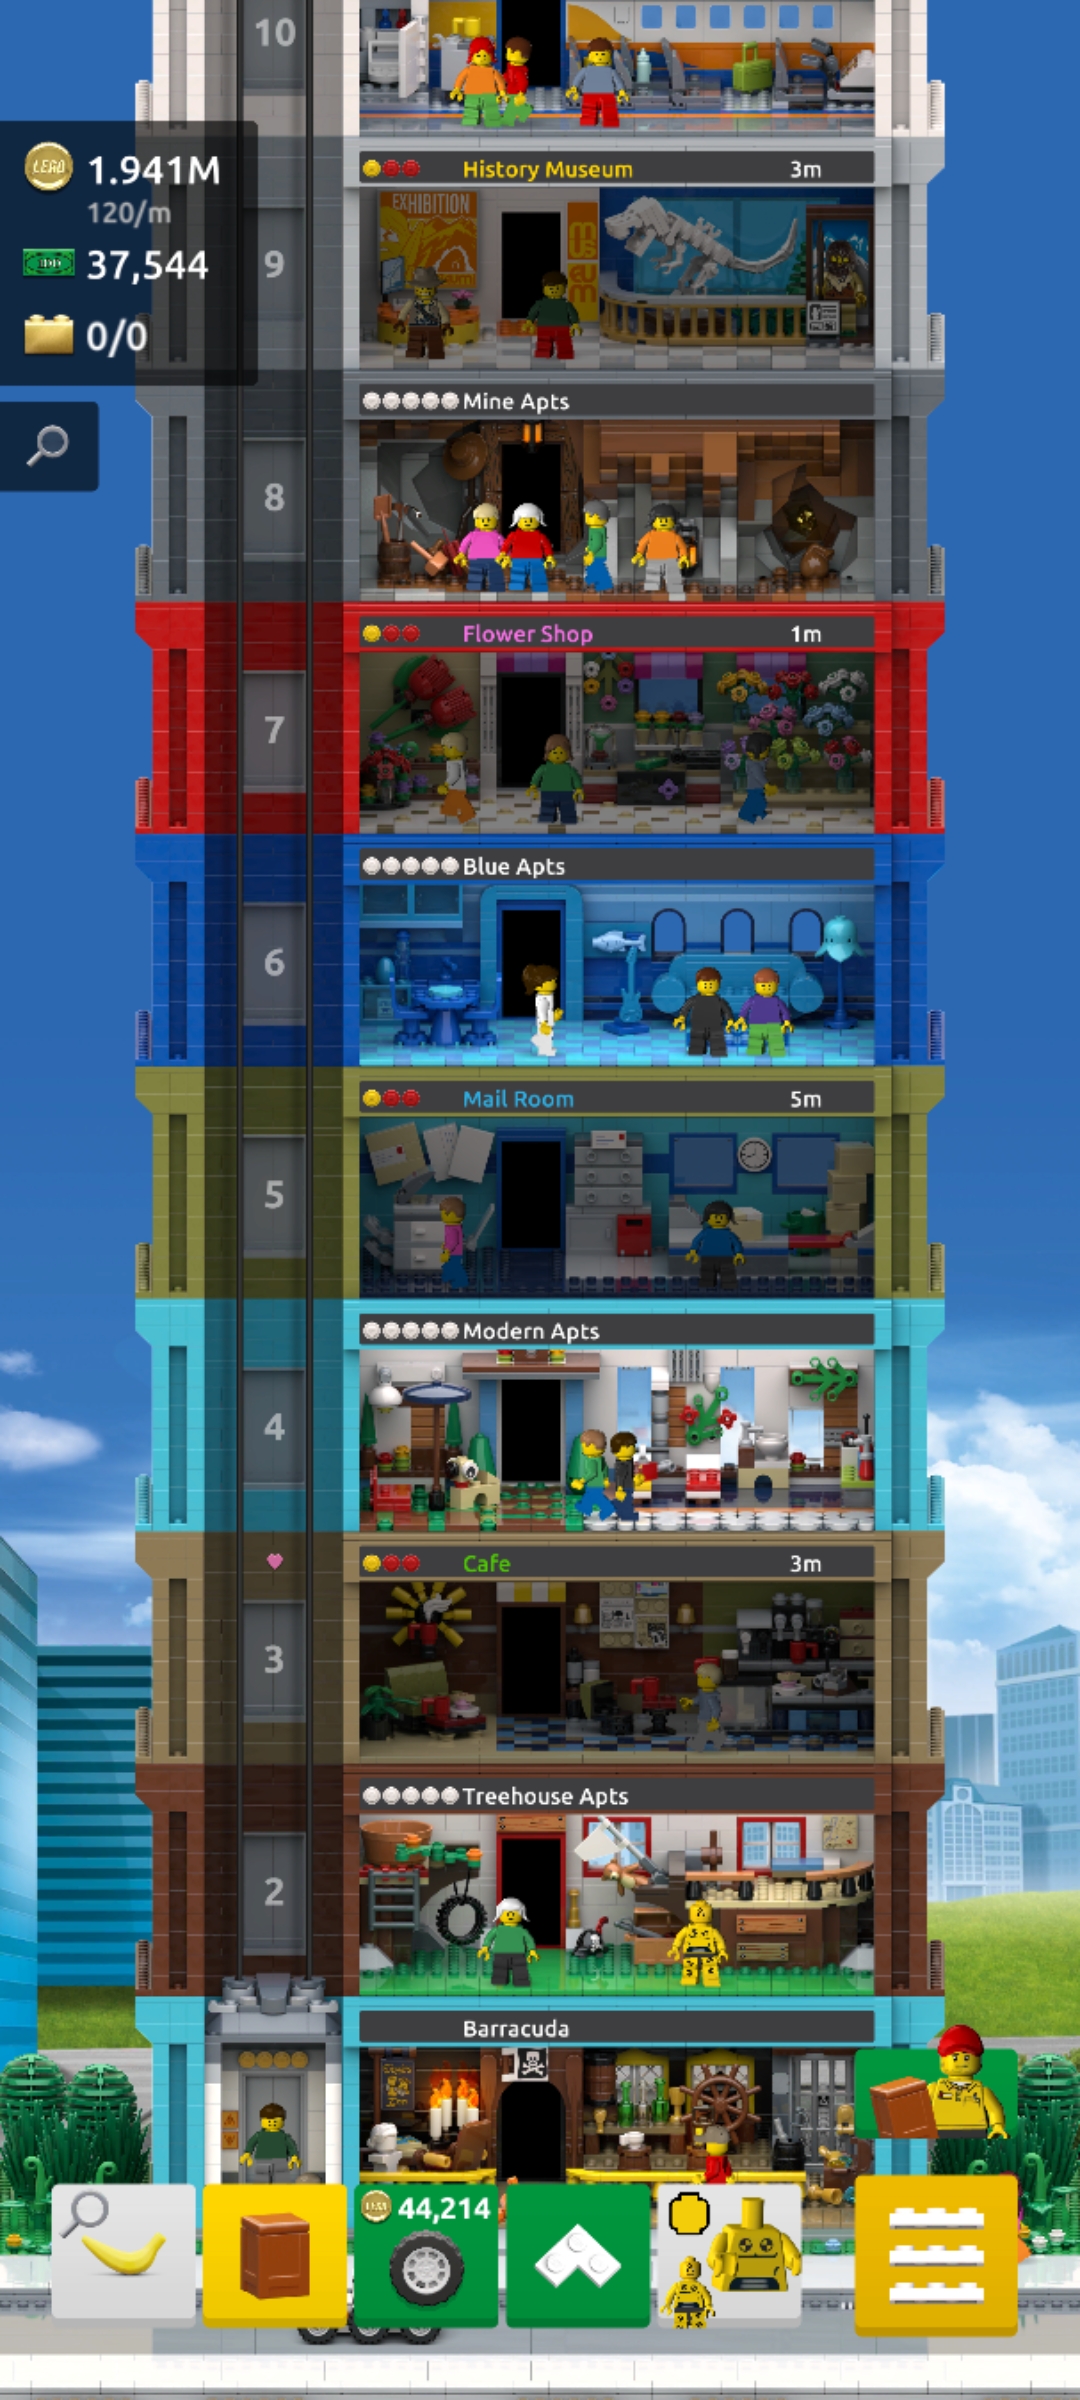 10
LEGO
1.941M
120/m
37,544
0/0
History Museum 3m
EXHIBITION
9
Mine Apts
8
Flower Shop 1m
7
Blue Apts
6
Mail Room 5m
5
Modern Apts
4
Cafe 3m
3
Treehouse Apts
2
Barracuda
44,214